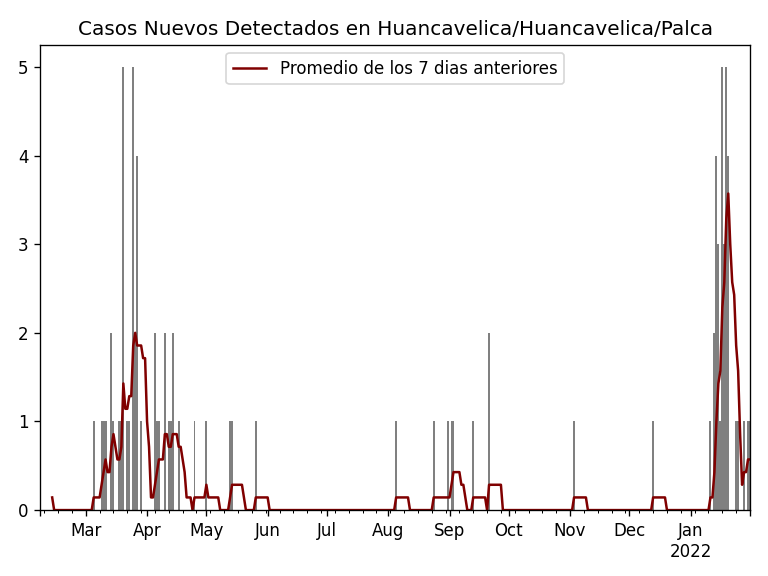 Casos Nuevos Detectados en Huancavelica/Huancavelica/Palca
Promedio de los 7 dias anteriores
5
4
3
2
1
0
Mar Apr May Jun Jul Aug Sep Oct Nov Dec Jan
2022